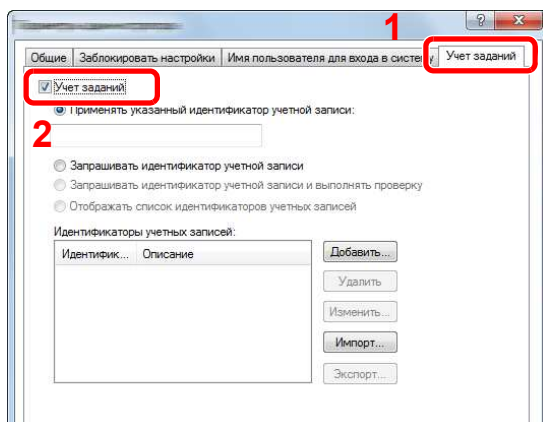 1
Общие Заблокировать настройки Имя пользователя для входа в систему Учет заданий
Учет заданий
Применять указанный идентификатор учетной записи:
2
Запрашивать идентификатор учетной записи
Запрашивать идентификатор учетной записи и выполнять проверку
Отображать список идентификаторов учетных записей
Идентификаторы учетных записей:
Идентифик... Описание
Добавить...
Удалить
Изменить...
Импорт...
Экспорт...